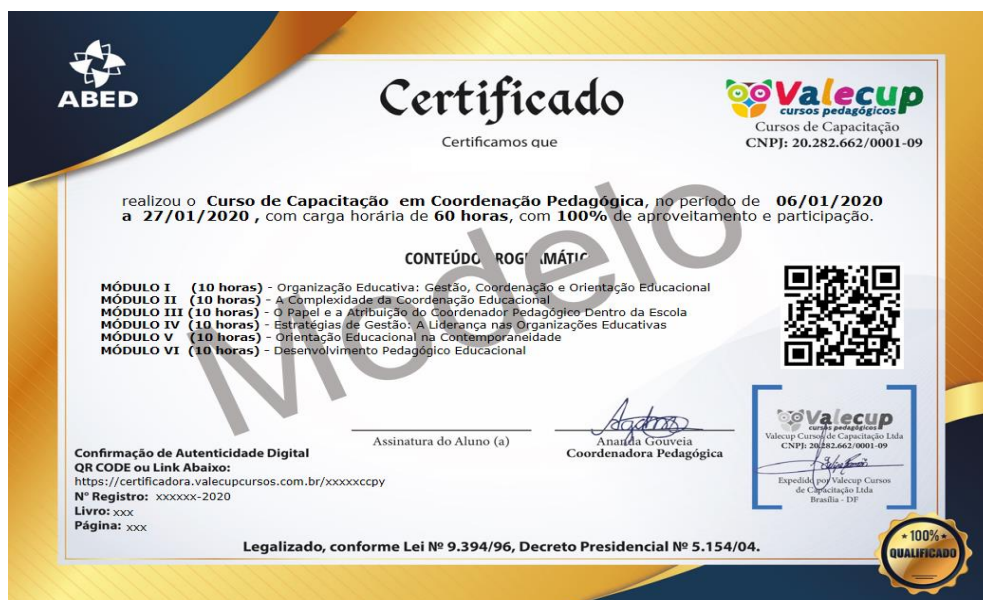 ABED
Certificado
Valecup
cursos pedagógicos
Cursos de Capacitação
CNPJ: 20.282.662/0001-09
Certificamos que
realizou o Curso de Capacitação em Coordenação Pedagógica, no período de 06/01/2020
a 27/01/2020 , com carga horária de 60 horas, com 100% de aproveitamento e participação.
CONTEÚDO PROGRAMÁTIC
MÓDULO I (10 horas) - Organização Educativa: Gestão, Coordenação e Orientação Educacional
MÓDULO II (10 horas) - A Complexidade da Coordenação Educacional
MÓDULO III (10 horas) - O Papel e a Atribuição do Coordenador Pedagógico Dentro da Escola
MÓDULO IV (10 horas) - Estratégias de Gestão: A Liderança nas Organizações Educativas
MÓDULO V (10 horas) - Orientação Educacional na Contemporaneidade
MÓDULO VI (10 horas) - Desenvolvimento Pedagógico Educacional
Modelo
Assinatura do Aluno (a)
Ananda Gouveia
Coordenadora Pedagógica
Valecup
cursos pedagógicos
Valecup Cursos de Capacitação Ltda
CNPJ: 20.282.662/0001-09
Expedido por Valecup Cursos
de Capacitação Ltda
Brasília - DF
Confirmação de Autenticidade Digital
QR CODE ou Link Abaixo:
https://certificadora.valecupcursos.com.br/xxxxxccpy
Nº Registro: xxxxxx-2020
Livro: xxx
Página: xxx
Legalizado, conforme Lei Nº 9.394/96, Decreto Presidencial Nº 5.154/04.
100%
QUALIFICADO